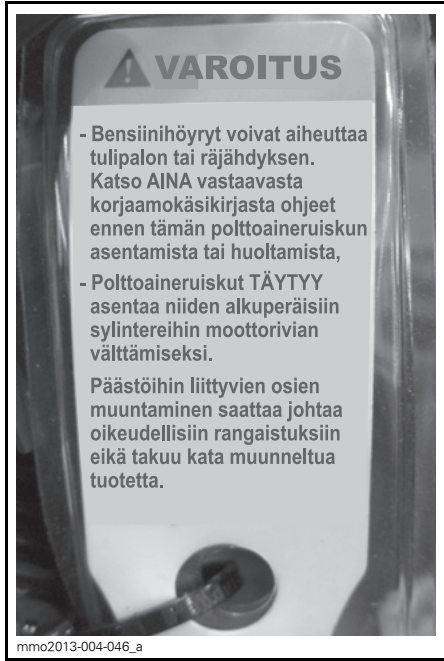 VAROITUS
- Bensiinihöyryt voivat aiheuttaa
tulipalon tai räjähdyksen.
Katso AINA vastaavasta
korjaamokäsikirjasta ohjeet
ennen tämän polttoaineruiskun
asentamista tai huoltamista,
- Polttoaineruiskut TÄYTYY
asentaa niiden alkuperäisiin
sylintereihin moottorivian
välttämiseksi.
Päästöihin liittyvien osien
muuntaminen saattaa johtaa
oikeudellisiin rangaistuksiin
eikä takuu kata muunneltua
tuotetta.
mmo2013-004-046_a